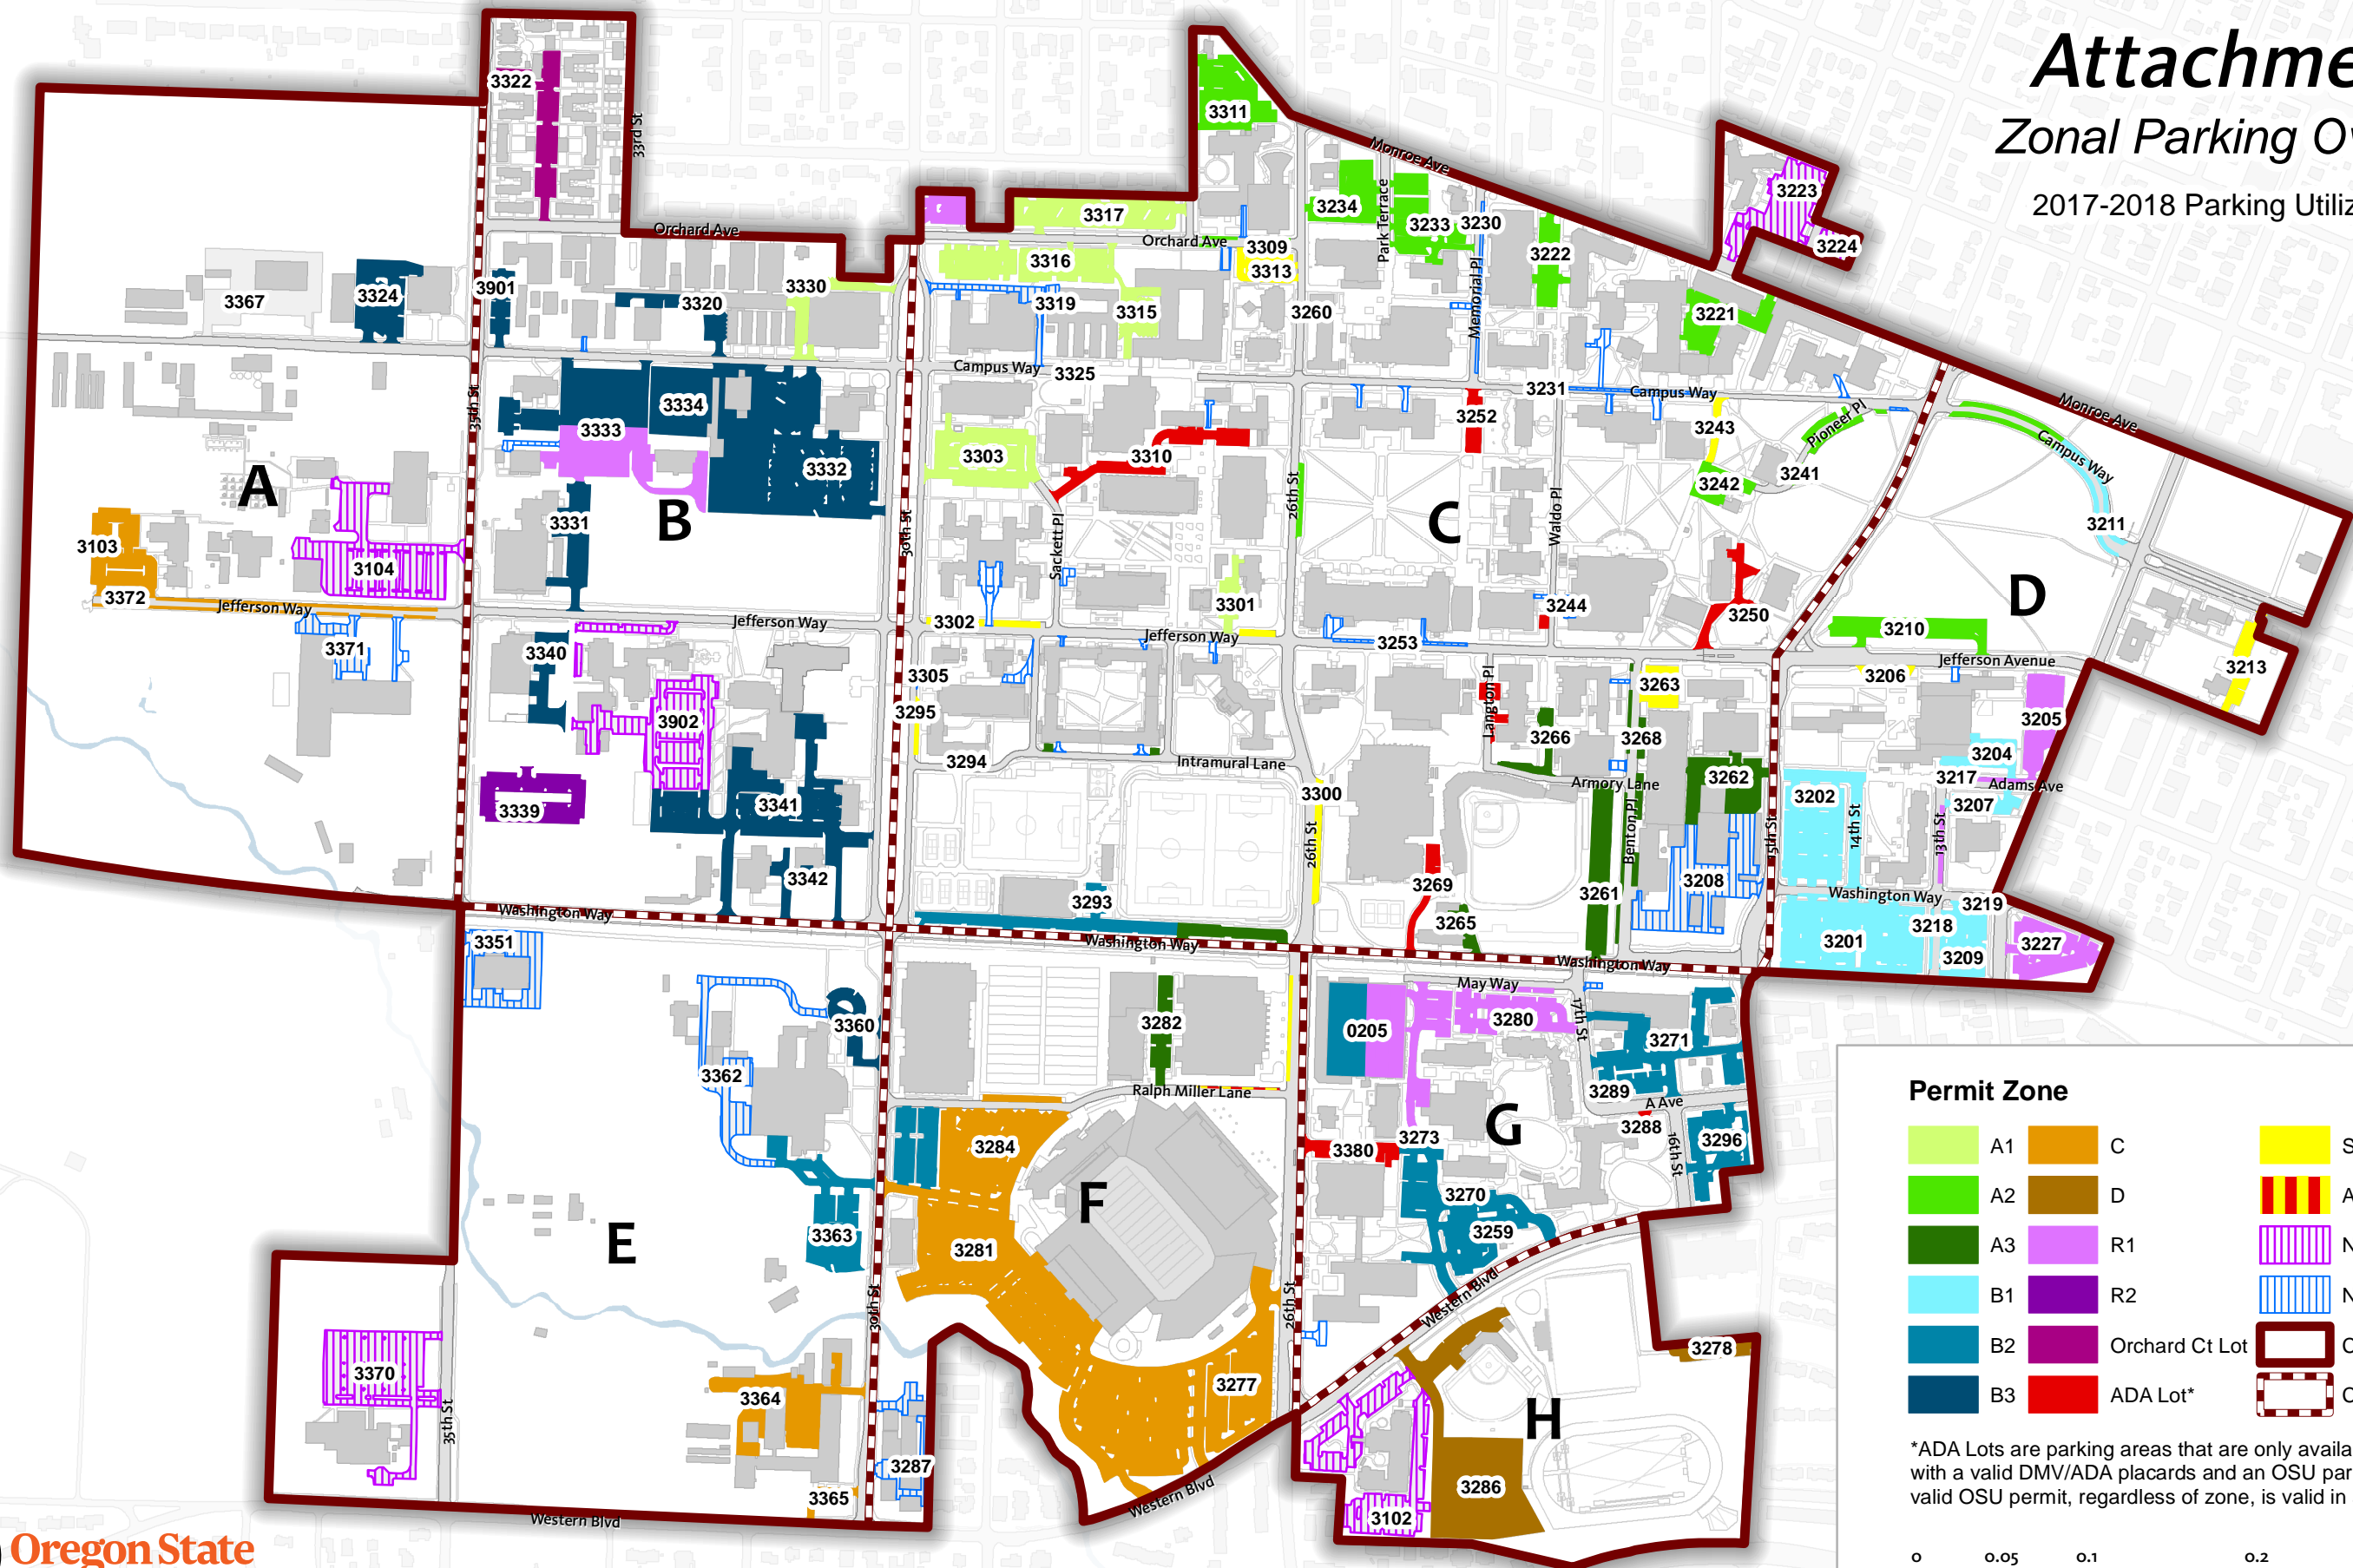 Attachme
Zonal Parking Ov
2017-2018 Parking Utiliz
3322
33rd St
3311
Monroe Ave
3223
3224
3317
Orchard Ave
Orchard Ave
3234
Park Terrace
3233
3230
3222
3309
3313
3316
3367
3324
3901
3320
3330
3319
3315
3260
Memorial Pl
3221
35th St
Campus Way
3325
3231
Campus Way
3334
3333
3332
3303
3310
3252
3243
Pioneer Pl
Monroe Ave
Campus Way
3242
3241
3211
A
B
C
D
3331
30th St
Sackett Pl
26th St
Waldo Pl
3103
3104
3372
Jefferson Way
Jefferson Way
3302
3301
Jefferson Way
3253
3244
3250
3210
Jefferson Avenue
3371
3340
3305
3263
3206
3213
3902
3295
Langton Pl
3266
3268
3205
3204
3294
Intramural Lane
3262
3217
Adams Ave
Armory Lane
3339
3341
3300
3202
3207
14th St
13th St
15th St
26th St
Benton Pl
3342
3293
3269
3261
3208
Washington Way
3219
Washington Way
3265
3218
Washington Way
3351
3201
3209
3227
Washington Way
May Way
17th St
3360
3282
0205
3280
3271
3362
Ralph Miller Lane
3289
A Ave
3284
G
3288
3273
16th St
3296
3380
F
3270
3363
3281
3259
E
30th St
26th St
Western Blvd
3278
3370
3364
3277
35th St
H
3287
3286
3365
Western Blvd
3102
Western Blvd
Oregon State
Permit Zone
A1
C
S
A2
D
A
A3
R1
N
B1
R2
N
B2
Orchard Ct Lot
C
B3
ADA Lot*
C
*ADA Lots are parking areas that are only availa
with a valid DMV/ADA placards and an OSU par
valid OSU permit, regardless of zone, is valid in
0 0.05 0.1 0.2